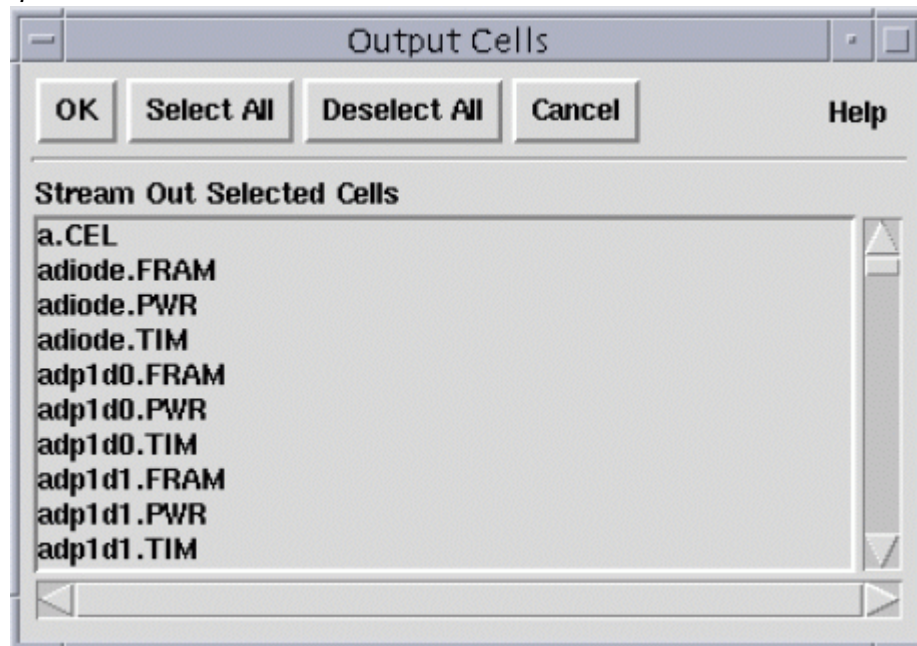 Output Cells
OK Select All Deselect All Cancel Help
Stream Out Selected Cells
a.CEL
adiode.FRAM
adiode.PWR
adiode.TIM
adp1d0.FRAM
adp1d0.PWR
adp1d0.TIM
adp1d1.FRAM
adp1d1.PWR
adp1d1.TIM